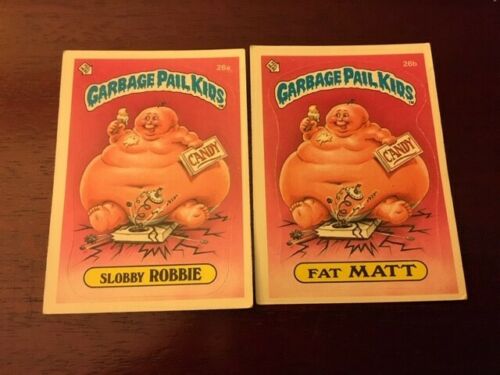 26a
GARBAGE PAIL KIDS
CANDY
SLOBBY ROBBIE
26b
GARBAGE PAIL KIDS
CANDY
FAT MATT